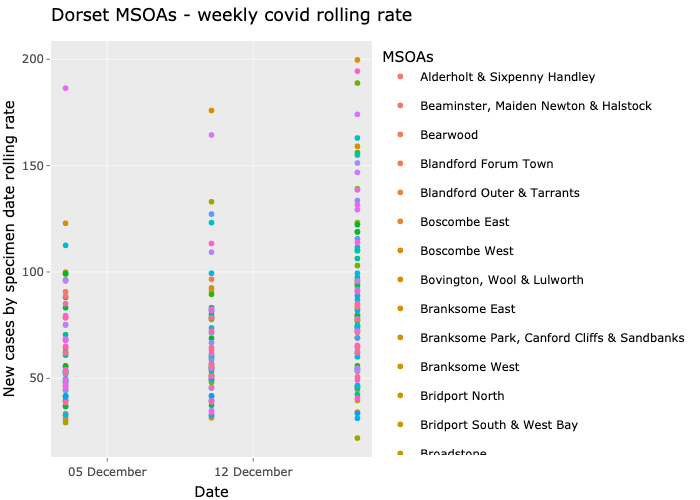 Dorset MSOAs - weekly covid rolling rate
New cases by specimen date rolling rate
200
150
100
50
05 December
12 December
Date
MSOAs
Alderholt & Sixpenny Handley
Beaminster, Maiden Newton & Halstock
Bearwood
Blandford Forum Town
Blandford Outer & Tarrants
Boscombe East
Boscombe West
Bovington, Wool & Lulworth
Branksome East
Branksome Park, Canford Cliffs & Sandbanks
Branksome West
Bridport North
Bridport South & West Bay
Broadstone